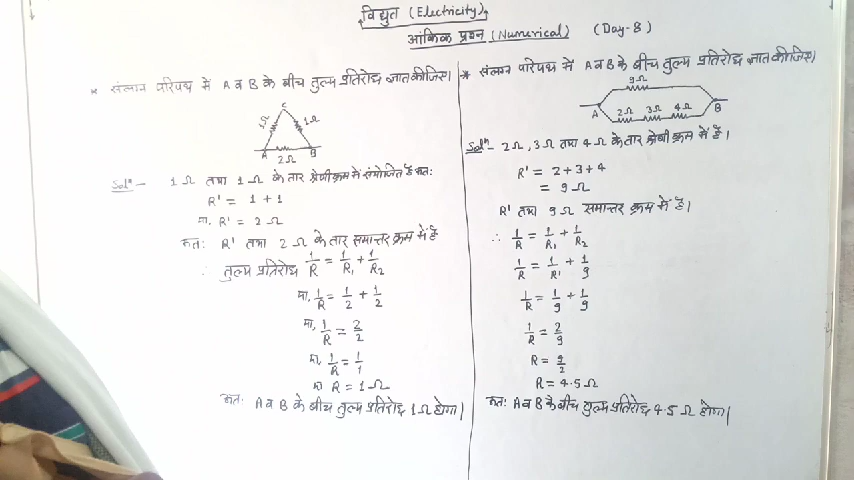 विद्युत (Electricity)
आंकिक प्रश्न (Numerical) (Day-8)
* संलग्न परिपथ में A व B के बीच तुल्य प्रतिरोध ज्ञात कीजिए।
C
1Ω 1Ω
A B
2Ω
Solⁿ- 1Ω तथा 1Ω के तार श्रेणीक्रम में संयोजित है अतः
R' = 1 + 1
या, R' = 2Ω
अतः R' तथा 2Ω के तार समान्तर क्रम में है
∴ तुल्य प्रतिरोध 1/R = 1/R₁ + 1/R₂
या, 1/R = 1/2 + 1/2
या, 1/R = 2/2
या 1/R = 1/1
या R = 1Ω
अतः A व B के बीच तुल्य प्रतिरोध 1Ω होगा।
* संलग्न परिपथ में A व B के बीच तुल्य प्रतिरोध ज्ञात कीजिए।
9Ω
A 2Ω 3Ω 4Ω B
Solⁿ- 2Ω, 3Ω तथा 4Ω के तार श्रेणी क्रम में है।
R' = 2+3+4
= 9Ω
R' तथा 9Ω समान्तर क्रम में है।
∴ 1/R = 1/R₁ + 1/R₂
1/R = 1/R' + 1/9
1/R = 1/9 + 1/9
1/R = 2/9
R = 9/2
R = 4.5Ω
अतः A व B के बीच तुल्य प्रतिरोध 4.5Ω होगा।